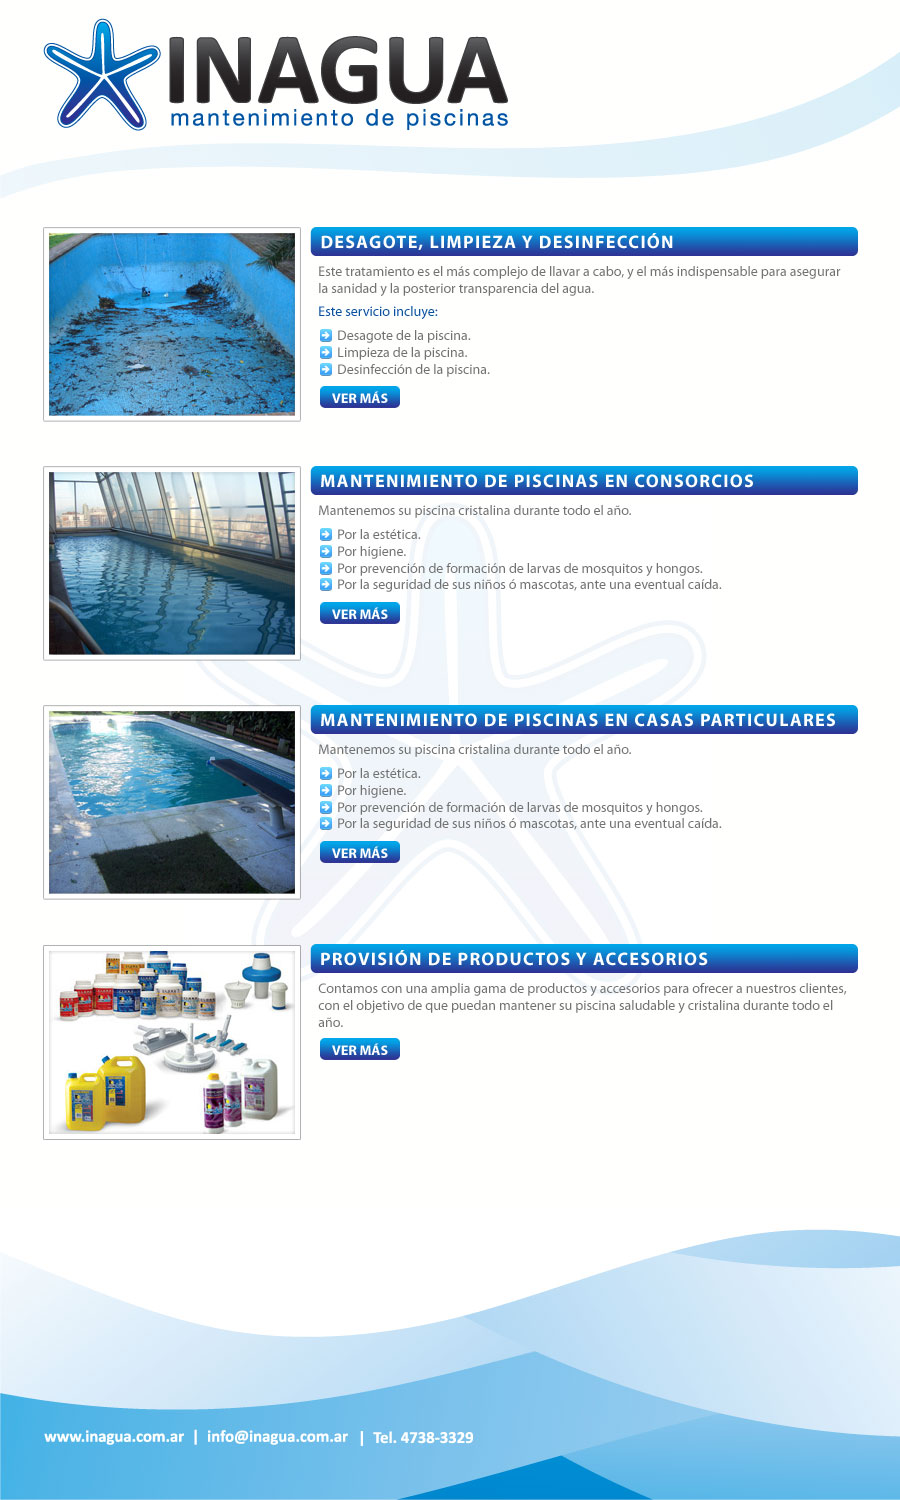 INAGUA
mantenimiento de piscinas
DESAGOTE, LIMPIEZA Y DESINFECCIÓN
Este tratamiento es el más complejo de llavar a cabo, y el más indispensable para asegurar
la sanidad y la posterior transparencia del agua.
Este servicio incluye:
Desagote de la piscina.
Limpieza de la piscina.
Desinfección de la piscina.
VER MÁS
MANTENIMIENTO DE PISCINAS EN CONSORCIOS
Mantenemos su piscina cristalina durante todo el año.
Por la estética.
Por higiene.
Por prevención de formación de larvas de mosquitos y hongos.
Por la seguridad de sus niños ó mascotas, ante una eventual caída.
VER MÁS
MANTENIMIENTO DE PISCINAS EN CASAS PARTICULARES
Mantenemos su piscina cristalina durante todo el año.
Por la estética.
Por higiene.
Por prevención de formación de larvas de mosquitos y hongos.
Por la seguridad de sus niños ó mascotas, ante una eventual caída.
VER MÁS
PROVISIÓN DE PRODUCTOS Y ACCESORIOS
Contamos con una amplia gama de productos y accesorios para ofrecer a nuestros clientes,
con el objetivo de que puedan mantener su piscina saludable y cristalina durante todo el
año.
VER MÁS
www.inagua.com.ar | info@inagua.com.ar | Tel. 4738-3329